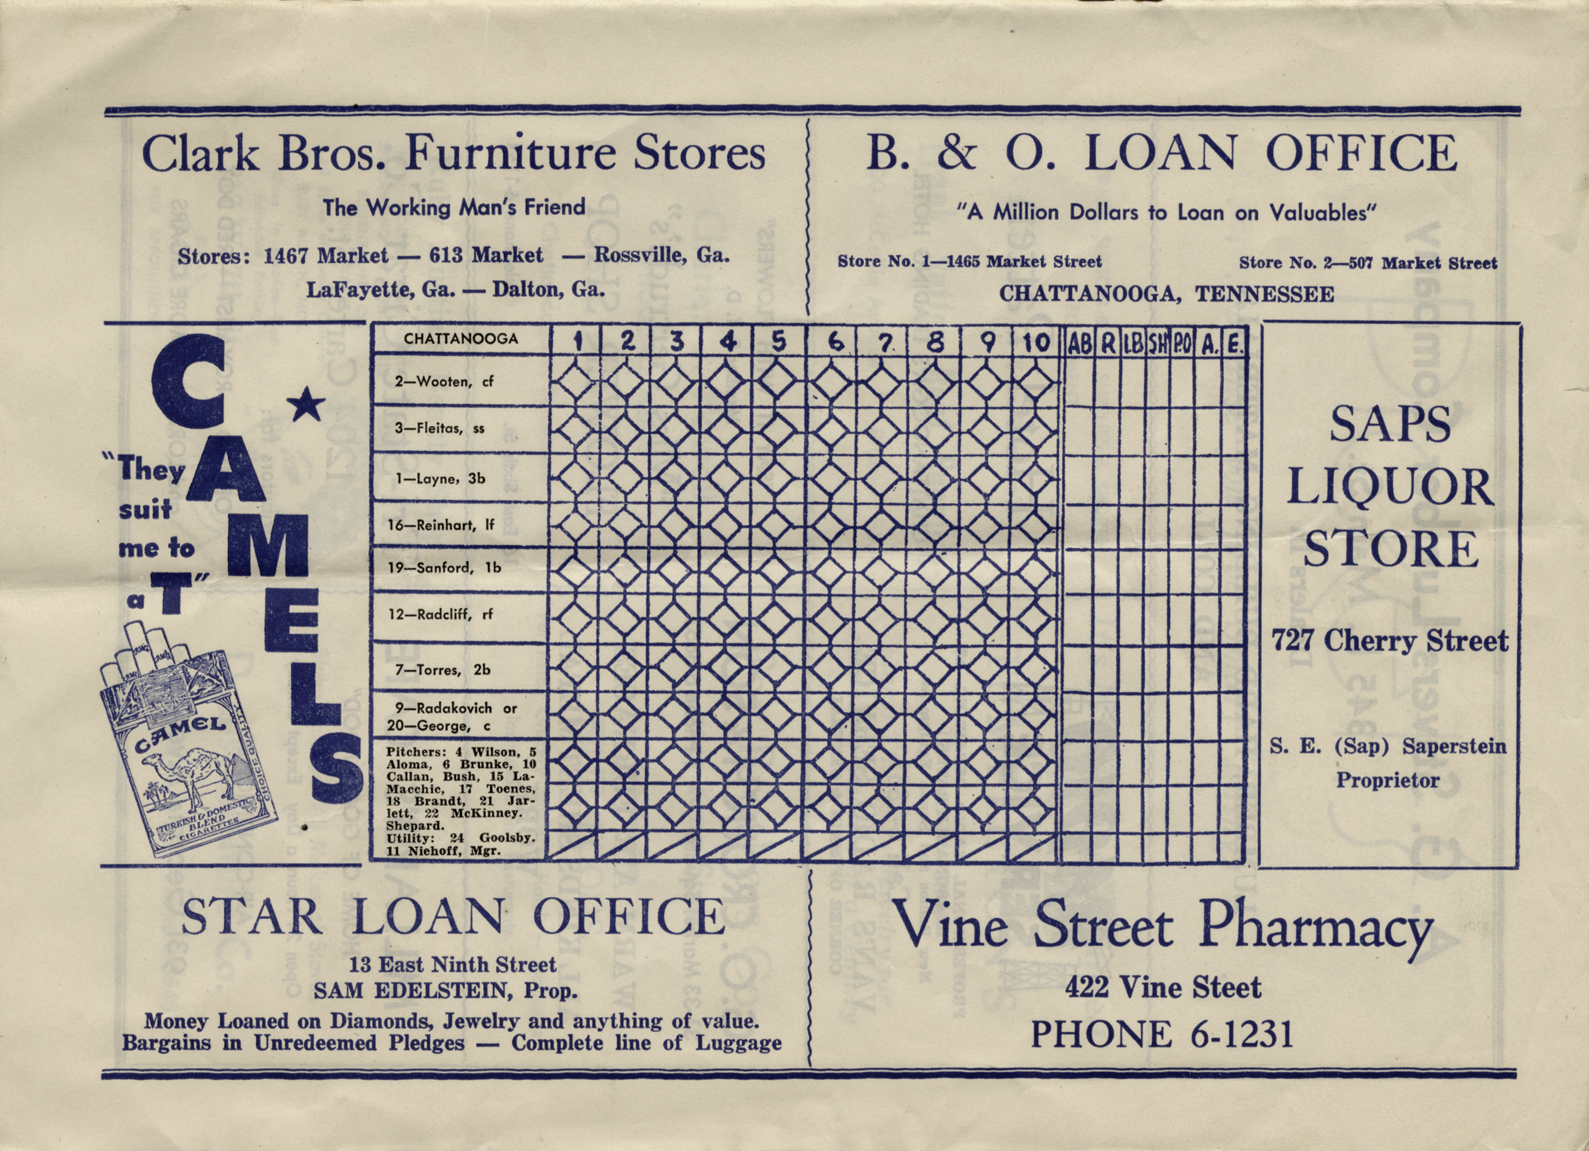 Clark Bros. Furniture Stores
The Working Man's Friend
Stores: 1467 Market — 613 Market — Rossville, Ga.
LaFayette, Ga. — Dalton, Ga.
B. & O. LOAN OFFICE
"A Million Dollars to Loan on Valuables"
Store No. 1—1465 Market Street Store No. 2—507 Market Street
CHATTANOOGA, TENNESSEE
CAMELS
"They
suit
me to
a T"
CAMEL
TURKISH & DOMESTIC
BLEND
CIGARETTES
CHOICE QUALITY
CHATTANOOGA 1 2 3 4 5 6 7 8 9 10 AB R LB SH PO A. E.
2—Wooten, cf
3—Fleitas, ss
1—Layne, 3b
16—Reinhart, lf
19—Sanford, 1b
12—Radcliff, rf
7—Torres, 2b
9—Radakovich or
20—George, c
Pitchers: 4 Wilson, 5
Aloma, 6 Brunke, 10
Callan, Bush, 15 La-
Macchic, 17 Toenes,
18 Brandt, 21 Jar-
lett, 22 McKinney.
Shepard.
Utility: 24 Goolsby.
11 Niehoff, Mgr.
SAPS
LIQUOR
STORE
727 Cherry Street
S. E. (Sap) Saperstein
Proprietor
STAR LOAN OFFICE
13 East Ninth Street
SAM EDELSTEIN, Prop.
Money Loaned on Diamonds, Jewelry and anything of value.
Bargains in Unredeemed Pledges — Complete line of Luggage
Vine Street Pharmacy
422 Vine Steet
PHONE 6-1231